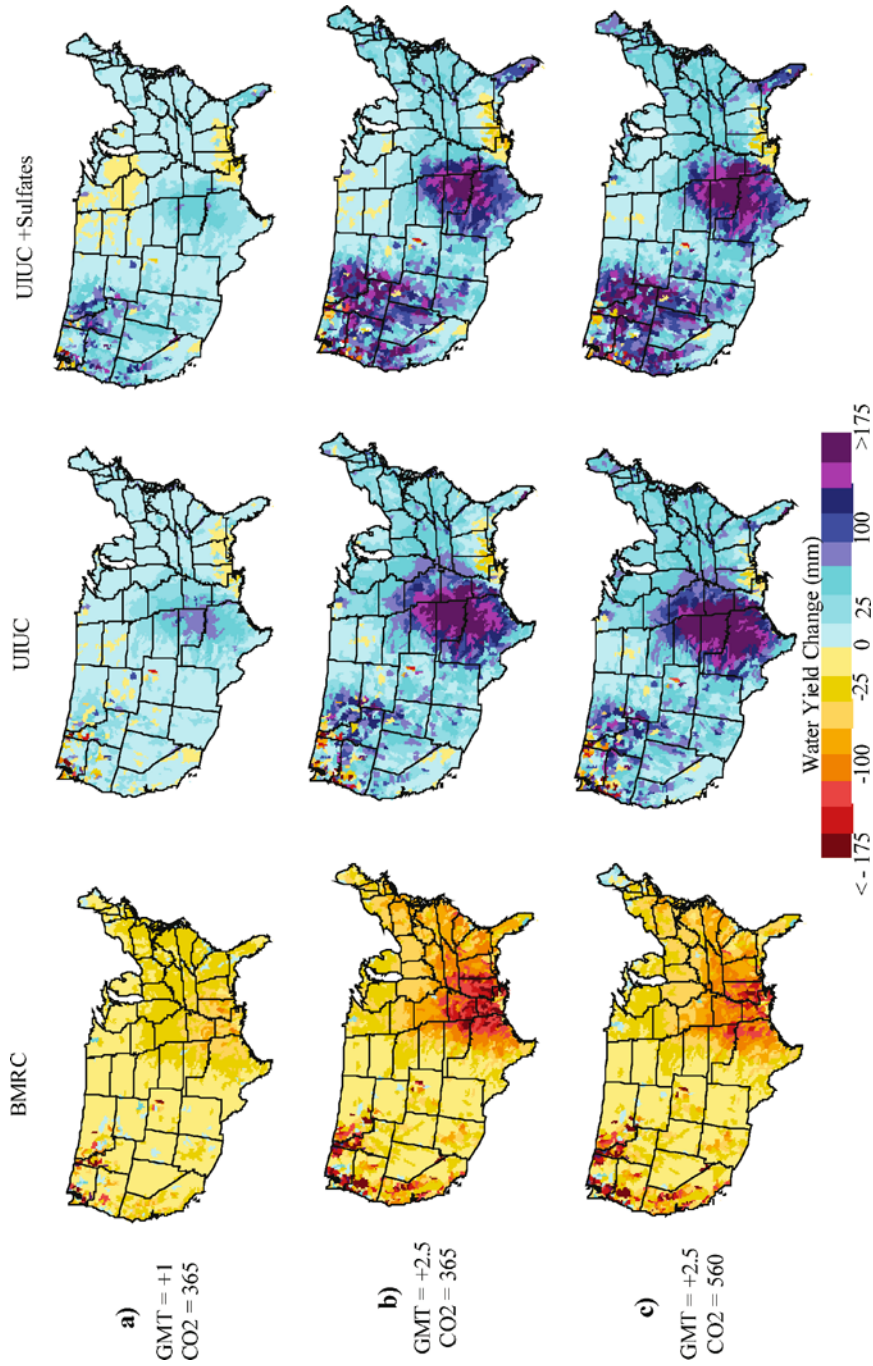 BMRC
UIUC
UIUC +Sulfates
a)
GMT = +1
CO2 = 365
b)
GMT = +2.5
CO2 = 365
c)
GMT = +2.5
CO2 = 560
Water Yield Change (mm)
< - 175 -100 -25 0 25 100 >175